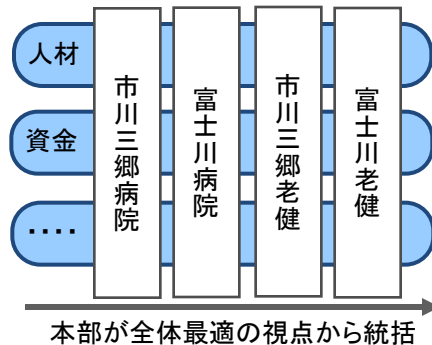 人材
資金
‥‥
市川三郷病院
富士川病院
市川三郷老健
富士川老健
本部が全体最適の視点から統括